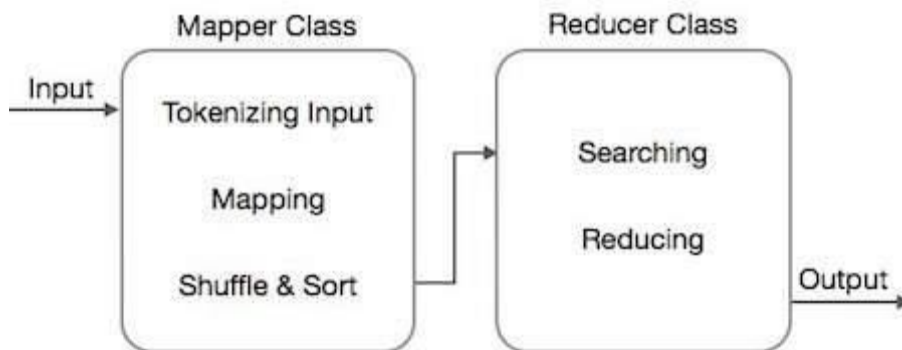 Mapper Class
Reducer Class
Input
Tokenizing Input
Mapping
Shuffle & Sort
Searching
Reducing
Output